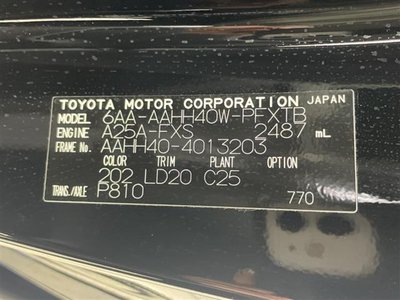 TOYOTA MOTOR CORPORATION JAPAN
MODEL 6AA-AAHH40W-PFXTB
ENGINE A25A-FXS 2487 mL
FRAME No. AAHH40-4013203
COLOR TRIM PLANT OPTION
202 LD20 C25
TRANS./AXLE P810 770